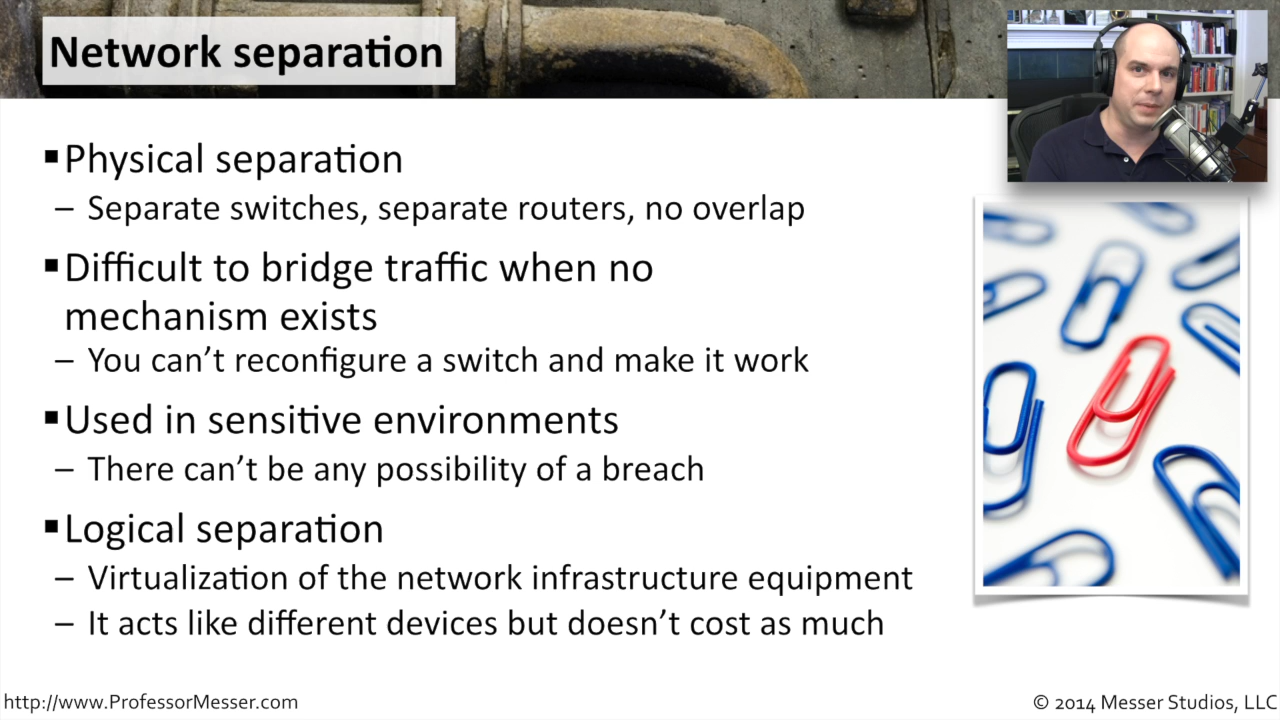 Network separation
▪Physical separation
– Separate switches, separate routers, no overlap
▪Difficult to bridge traffic when no
mechanism exists
– You can’t reconfigure a switch and make it work
▪Used in sensitive environments
– There can’t be any possibility of a breach
▪Logical separation
– Virtualization of the network infrastructure equipment
– It acts like different devices but doesn’t cost as much
http://www.ProfessorMesser.com
© 2014 Messer Studios, LLC